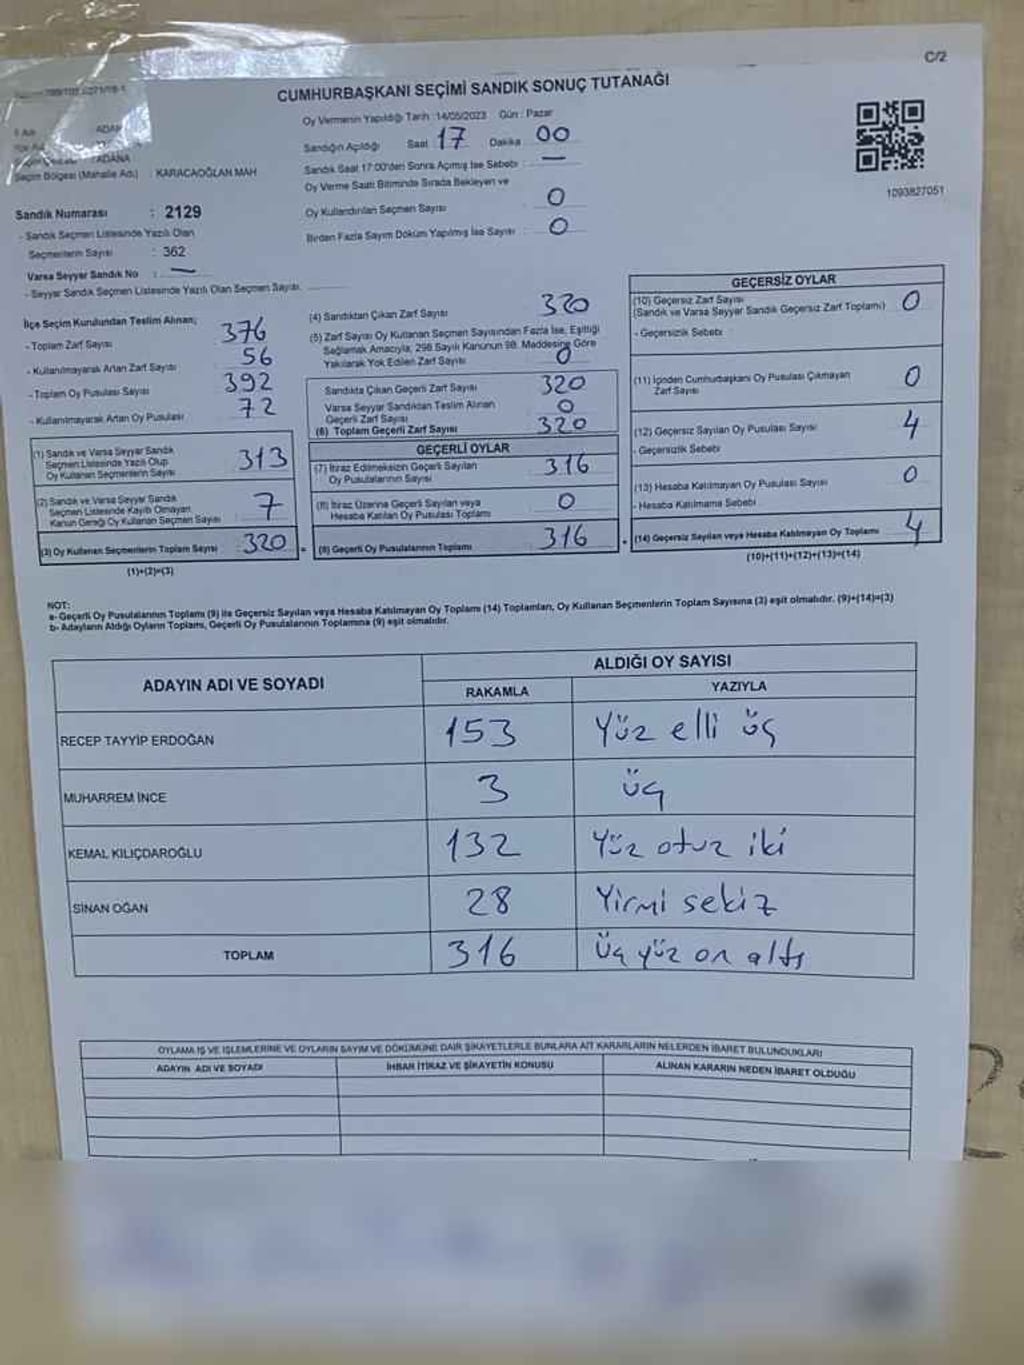 C/2
CUMHURBAŞKANI SEÇİMİ SANDIK SONUÇ TUTANAĞI
Oy Vermenin Yapıldığı Tarih : 14/05/2023 Gün : Pazar
Sandığın Açıldığı Saat 17 Dakika 00
Sandık Saat 17:00'den Sonra Açımış İse Sebebi : —
Oy Verme Saati Bitiminde Sırada Bekleyen ve
Oy Kullandırılan Seçmen Sayısı : 0
Birden Fazla Sayım Döküm Yapılmış İse Sayısı : 0
1093827051
ADANA
Seçim Bölgesi (Mahalle Adı) : KARACAOĞLAN MAH
Sandık Numarası : 2129
- Sandık Seçmen Listesinde Yazılı Olan
Seçmenlerin Sayısı : 362
Varsa Seyyar Sandık No : —
- Seyyar Sandık Seçmen Listesinde Yazılı Olan Seçmen Sayısı:
İlçe Seçim Kurulundan Teslim Alınan;
- Toplam Zarf Sayısı 376
- Kullanılmayarak Artan Zarf Sayısı 56
- Toplam Oy Pusulası Sayısı 392
- Kullanılmayarak Artan Oy Pusulası 72
(1) Sandık ve Varsa Seyyar Sandık
Seçmen Listesinde Yazılı Olup
Oy Kullanan Seçmenlerin Sayısı 313
(2) Sandık ve Varsa Seyyar Sandık
Seçmen Listesinde Kayıtlı Olmayan
Kanun Gereği Oy Kullanan Seçmen Sayısı 7
(3) Oy Kullanan Seçmenlerin Toplam Sayısı 320
(1)+(2)=(3)
(4) Sandıktan Çıkan Zarf Sayısı 320
(5) Zarf Sayısı Oy Kullanan Seçmen Sayısından Fazla İse, Eşitliği
Sağlamak Amacıyla, 298 Sayılı Kanunun 98. Maddesine Göre
Yakılarak Yok Edilen Zarf Sayısı 0
Sandıkta Çıkan Geçerli Zarf Sayısı 320
Varsa Seyyar Sandıktan Teslim Alınan
Geçerli Zarf Sayısı 0
(6) Toplam Geçerli Zarf Sayısı 320
GEÇERLİ OYLAR
(7) İtiraz Edilmeksizin Geçerli Sayılan
Oy Pusulalarının Sayısı 316
(8) İtiraz Üzerine Geçerli Sayılan veya
Hesaba Katılan Oy Pusulası Toplamı 0
(9) Geçerli Oy Pusulalarının Toplamı 316
GEÇERSİZ OYLAR
(10) Geçersiz Zarf Sayısı
(Sandık ve Varsa Seyyar Sandık Geçersiz Zarf Toplamı) 0
- Geçersizlik Sebebi :
(11) İçinden Cumhurbaşkanı Oy Pusulası Çıkmayan
Zarf Sayısı 0
(12) Geçersiz Sayılan Oy Pusulası Sayısı 4
- Geçersizlik Sebebi
(13) Hesaba Katılmayan Oy Pusulası Sayısı 0
- Hesaba Katılmama Sebebi
(14) Geçersiz Sayılan veya Hesaba Katılmayan Oy Toplamı 4
(10)+(11)+(12)+(13)=(14)
NOT:
a- Geçerli Oy Pusulalarının Toplamı (9) ile Geçersiz Sayılan veya Hesaba Katılmayan Oy Toplamı (14) Toplamları, Oy Kullanan Seçmenlerin Toplam Sayısına (3) eşit olmalıdır. (9)+(14)=(3)
b- Adayların Aldığı Oyların Toplamı, Geçerli Oy Pusulalarının Toplamına (9) eşit olmalıdır.
ADAYIN ADI VE SOYADI
ALDIĞI OY SAYISI
RAKAMLA YAZIYLA
RECEP TAYYİP ERDOĞAN 153 Yüz elli üç
MUHARREM İNCE 3 üç
KEMAL KILIÇDAROĞLU 132 Yüz otuz iki
SİNAN OĞAN 28 Yirmi sekiz
TOPLAM 316 Üç yüz on altı
OYLAMA İŞ VE İŞLEMLERİNE VE OYLARIN SAYIM VE DÖKÜMÜNE DAİR ŞİKAYETLERLE BUNLARA AİT KARARLARIN NELERDEN İBARET BULUNDUKLARI
ADAYIN ADI VE SOYADI İHBAR İTİRAZ VE ŞİKAYETİN KONUSU ALINAN KARARIN NEDEN İBARET OLDUĞU